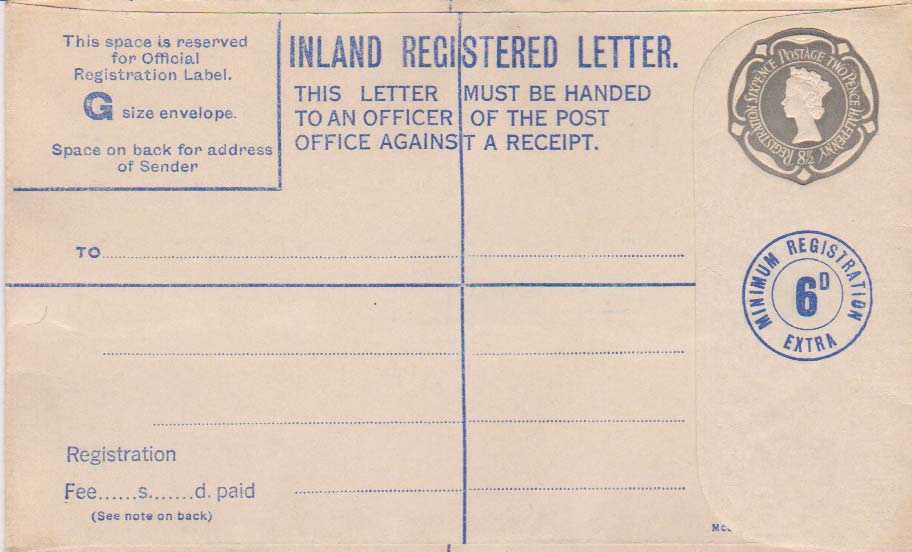 This space is reserved
for Official
Registration Label.
G size envelope.
Space on back for address
of Sender
INLAND REGISTERED LETTER.
THIS LETTER MUST BE HANDED
TO AN OFFICER OF THE POST
OFFICE AGAINST A RECEIPT.
REGISTRATION SIXPENCE POSTAGE TWO PENCE HALFPENNY
8½
TO
MINIMUM REGISTRATION
6D
EXTRA
Registration
Fee......s.......d. paid
(See note on back)